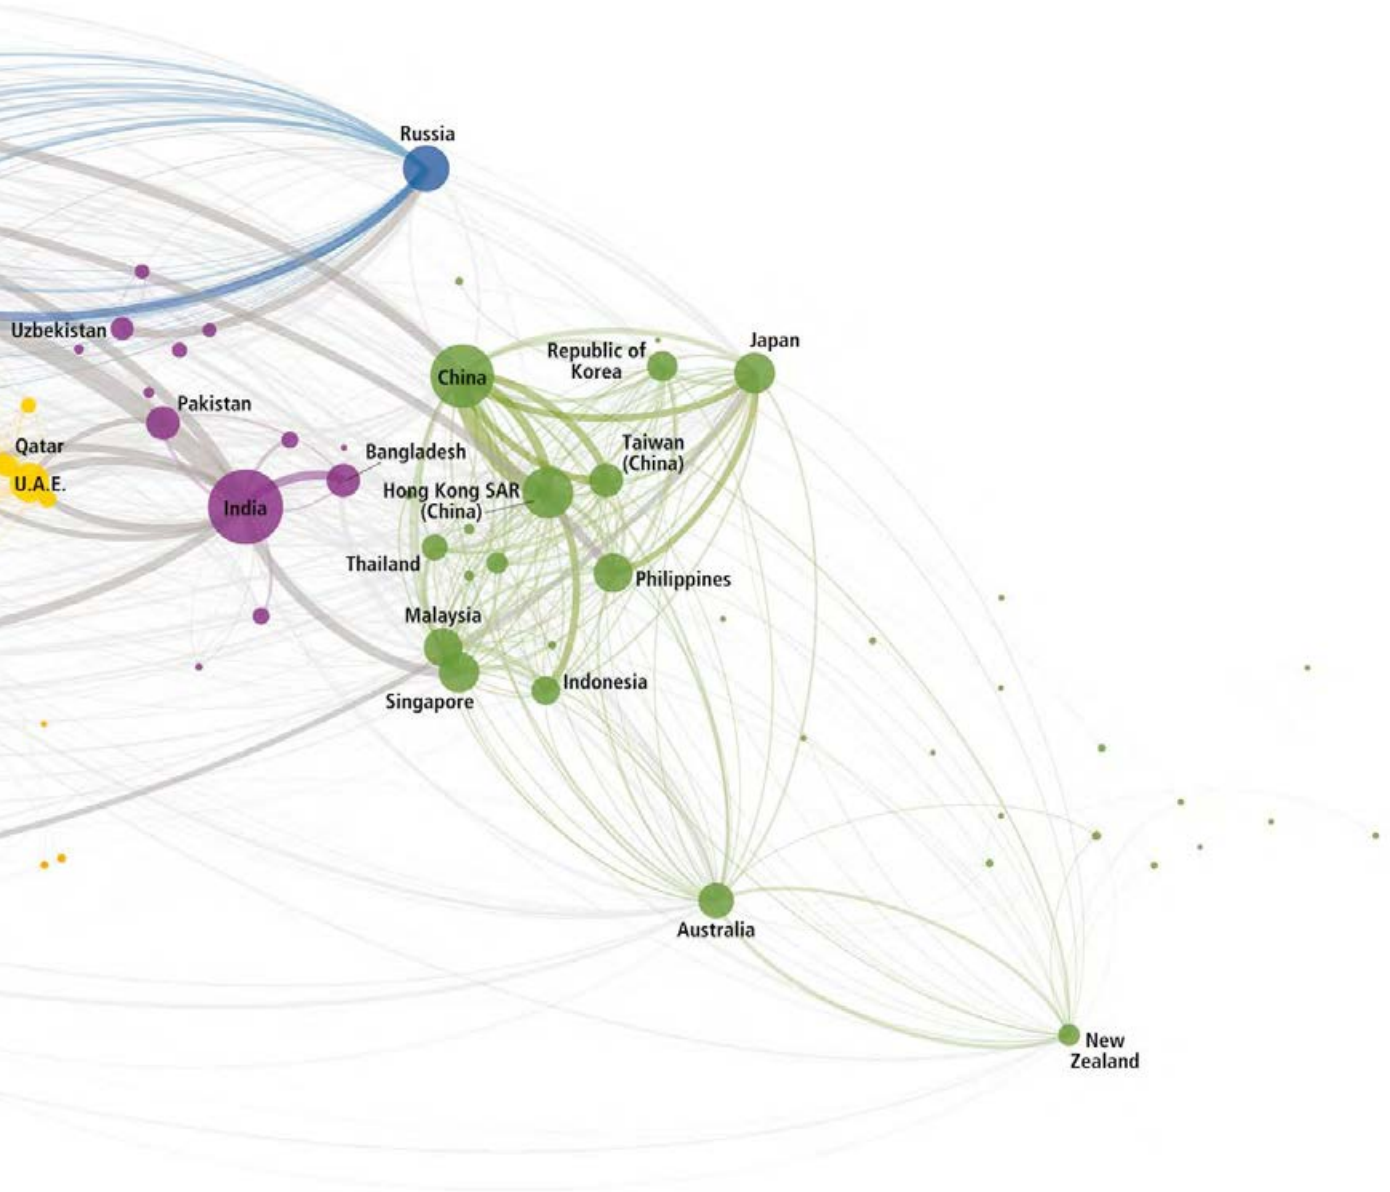 Russia
Uzbekistan
Japan
Republic of
Korea
China
Pakistan
Qatar
Taiwan
(China)
Bangladesh
U.A.E.
Hong Kong SAR
(China)
India
Thailand
Philippines
Malaysia
Indonesia
Singapore
Australia
New
Zealand